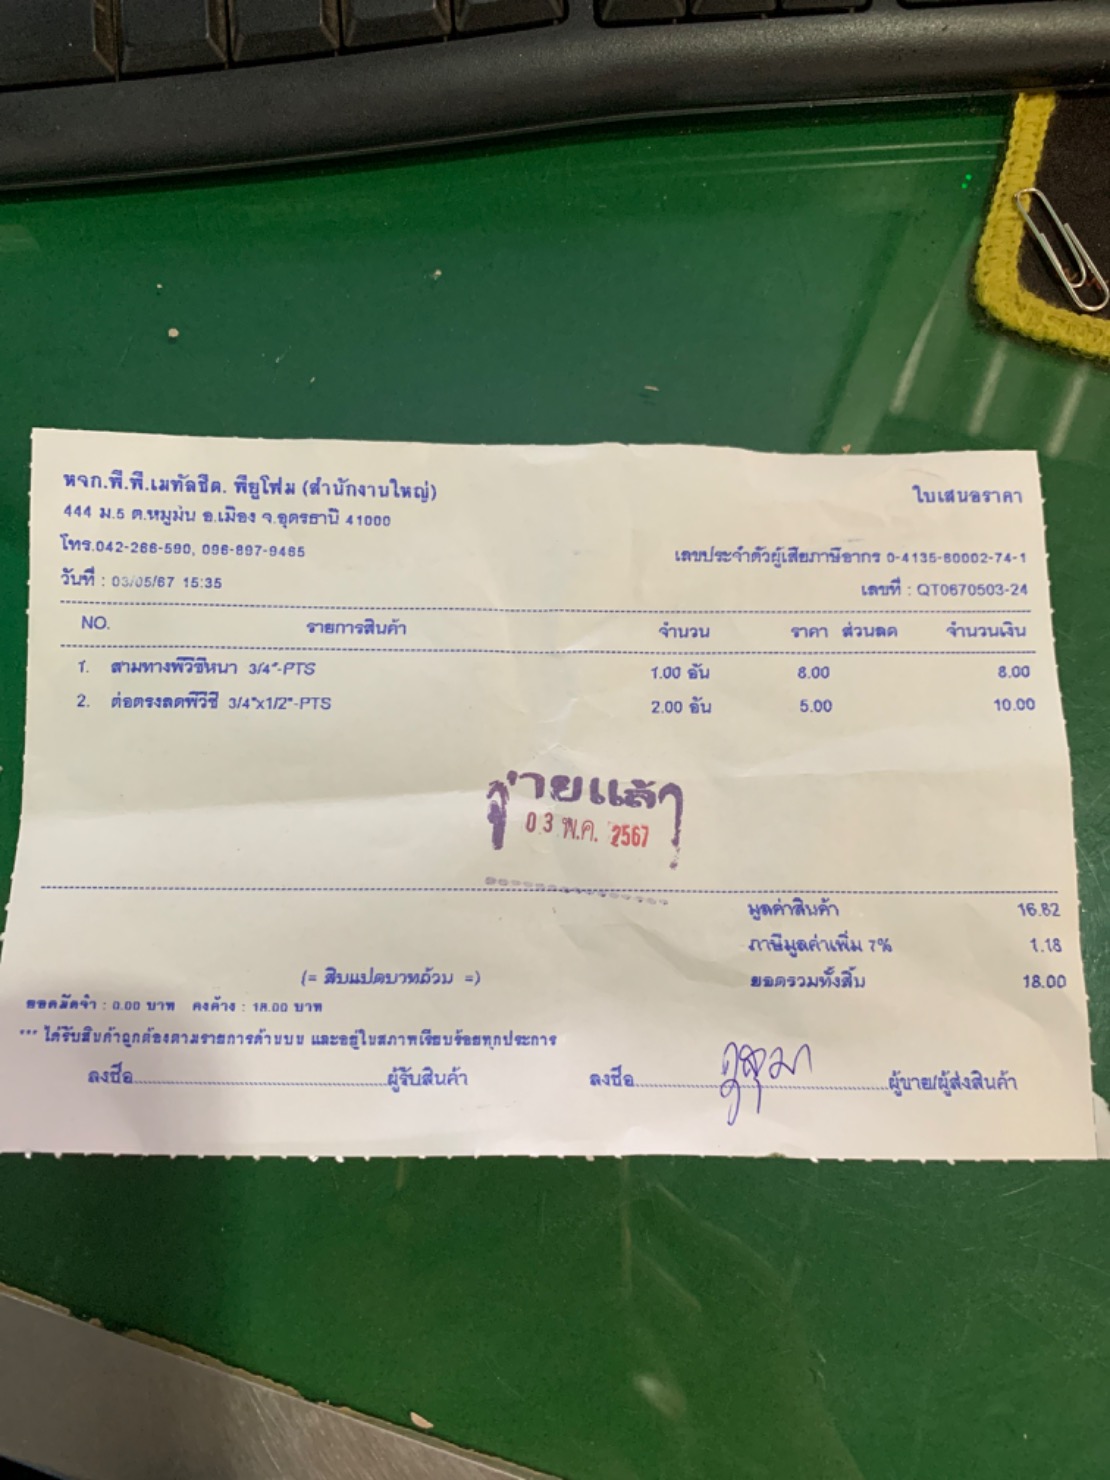 หจก.พี.พี.เมทัลชีต. พียูโฟม (สำนักงานใหญ่)
ใบเสนอราคา
444 ม.5 ต.หมูม่น อ.เมือง จ.อุดรธานี 41000
โทร.042-266-590, 096-897-9465
เลขประจำตัวผู้เสียภาษีอากร 0-4135-60002-74-1
วันที่ : 03/05/67 15:35
เลขที่ : QT0670503-24
NO. รายการสินค้า จำนวน ราคา ส่วนลด จำนวนเงิน
1. สามทางพีวีซีหนา 3/4"-PTS 1.00 อัน 8.00 8.00
2. ต่อตรงลดพีวีซี 3/4"x1/2"-PTS 2.00 อัน 5.00 10.00
จ่ายแล้ว
03 พ.ค. 2567
มูลค่าสินค้า 16.82
ภาษีมูลค่าเพิ่ม 7% 1.18
(= สิบแปดบาทถ้วน =) ยอดรวมทั้งสิ้น 18.00
ยอดมัดจำ : 0.00 บาท คงค้าง : 18.00 บาท
*** ได้รับสินค้าถูกต้องตามรายการด้านบน และอยู่ในสภาพเรียบร้อยทุกประการ
ลงชื่อ..............................ผู้รับสินค้า ลงชื่อ..............................ผู้ขาย/ผู้ส่งสินค้า